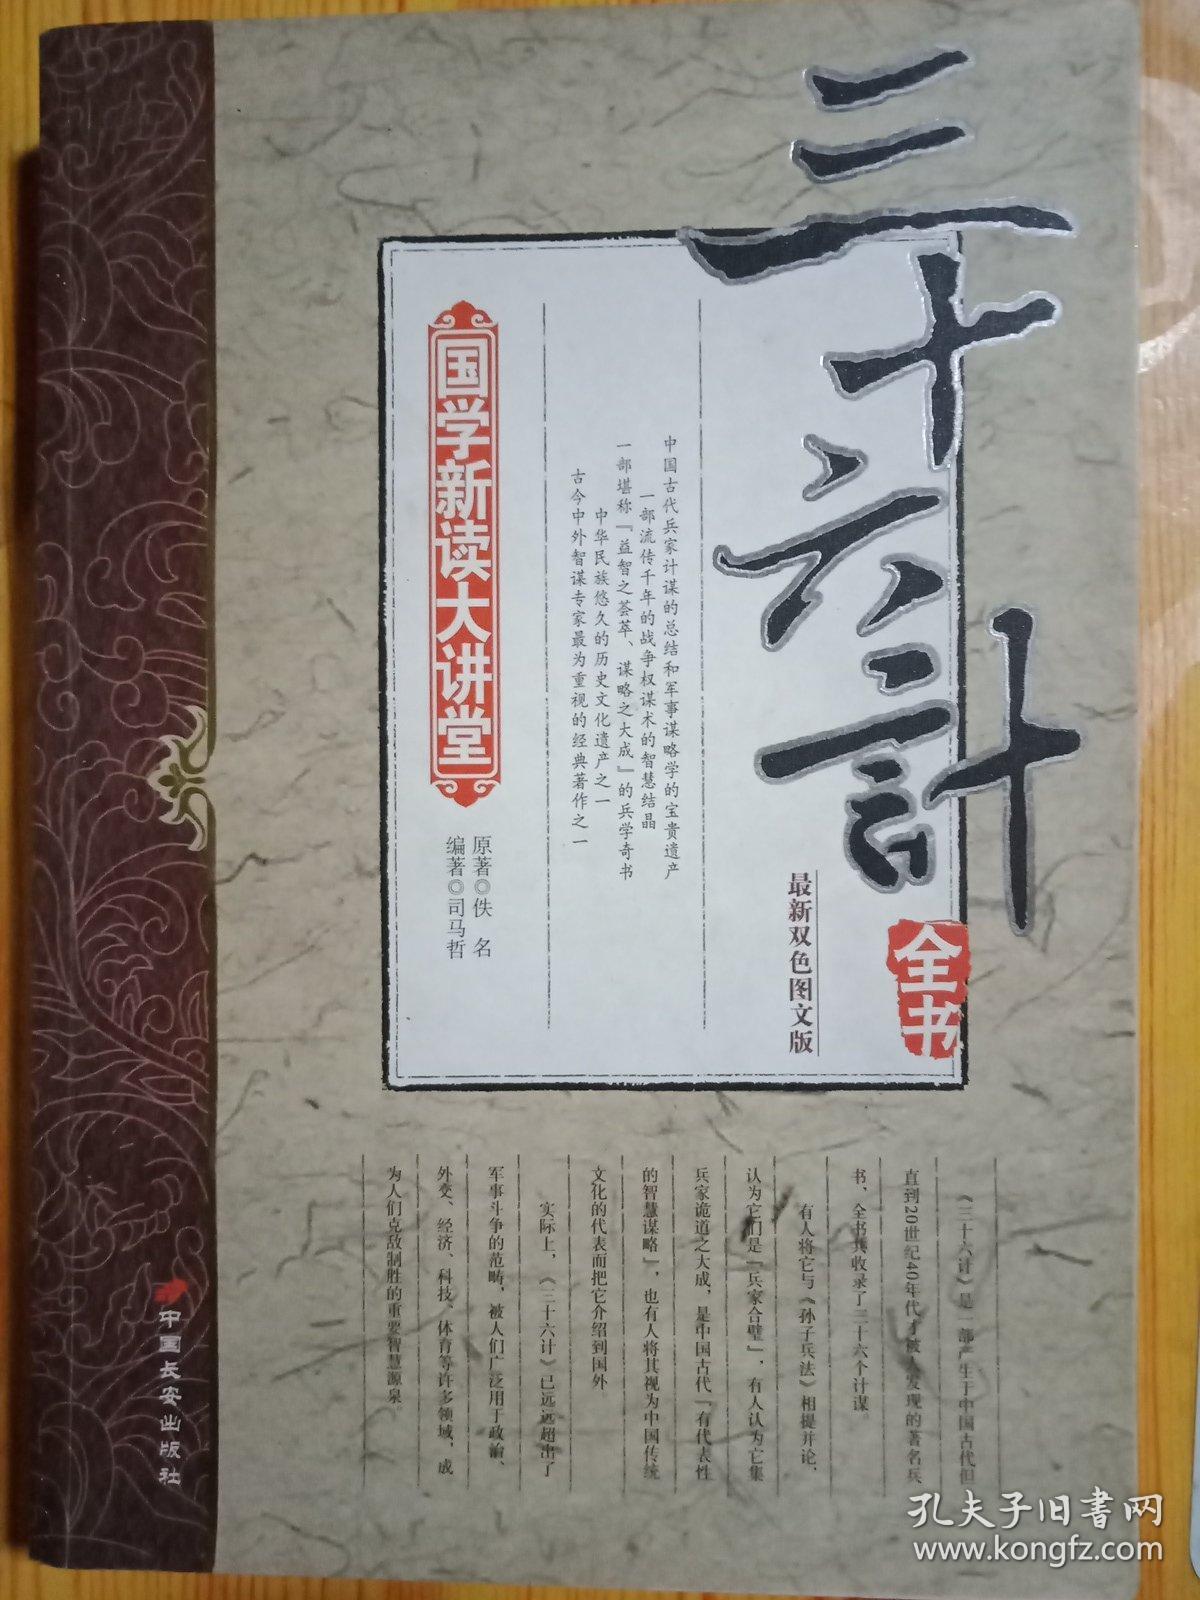 三十六計
全书
最新双色图文版
中国古代兵家计谋的总结和军事谋略学的宝贵遗产
一部流传千年的战争权谋术的智慧结晶
一部堪称「益智之荟萃、谋略之大成」的兵学奇书
中华民族悠久的历史文化遗产之一
古今中外智谋专家最为重视的经典著作之一
国学新读大讲堂
原著◎佚 名
编著◎司马哲
《三十六计》是一部产生于中国古代但
直到20世纪40年代才被人发现的著名兵
书、全书共收录了三十六个计谋
有人将它与《孙子兵法》相提并论、
认为它们是「兵家合璧」,有人认为它集
兵家诡道之大成,是中国古代「有代表性
的智慧谋略」,也有人将其视为中国传统
文化的代表而把它介绍到国外
实际上,《三十六计》已远远超出了
军事斗争的范畴,被人们广泛用于政治、
外交、经济、科技、体育等许多领域,成
为人们克敌制胜的重要智慧源泉。
中国长安出版社
孔夫子旧书网
www.kongfz.com